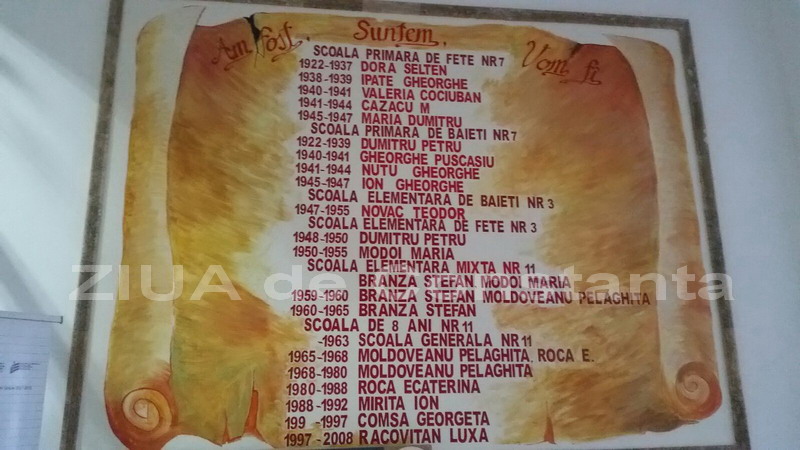 Am fost, Suntem, Vom fi
SCOALA PRIMARA DE FETE NR 7
1922-1937 DORA SELTEN
1938-1939 IPATE GHEORGHE
1940-1941 VALERIA COCIUBAN
1941-1944 CAZACU M
1945-1947 MARIA DUMITRU
SCOALA PRIMARA DE BAIETI NR 7
1922-1939 DUMITRU PETRU
1940-1941 GHEORGHE PUSCASIU
1941-1944 NUTU GHEORGHE
1945-1947 ION GHEORGHE
SCOALA ELEMENTARA DE BAIETI NR 3
1947-1955 NOVAC TEODOR
SCOALA ELEMENTARA DE FETE NR 3
1948-1950 DUMITRU PETRU
1950-1955 MODOI MARIA
SCOALA ELEMENTARA MIXTA NR 11
BRANZA STEFAN, MODOI MARIA
1959-1960 BRANZA STEFAN MOLDOVEANU PELAGHITA
1960-1965 BRANZA STEFAN
SCOALA DE 8 ANI NR 11
-1963 SCOALA GENERALA NR 11
1965-1968 MOLDOVEANU PELAGHITA, ROCA E.
1968-1980 MOLDOVEANU PELAGHITA
1980-1988 ROCA ECATERINA
1988-1992 MIRITA ION
199 -1997 COMSA GEORGETA
1997-2008 RACOVITAN LUXA
ZIUA de Constanta